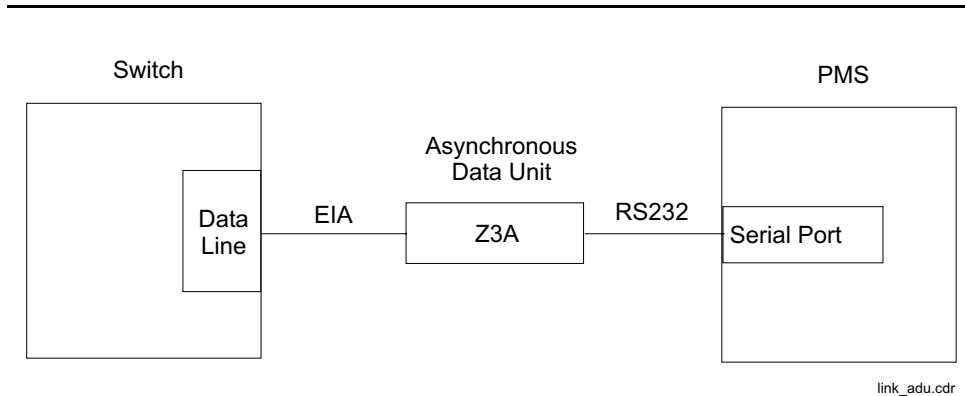 Switch
PMS
Asynchronous
Data Unit
Data
Line
EIA
Z3A
RS232
Serial Port
link_adu.cdr